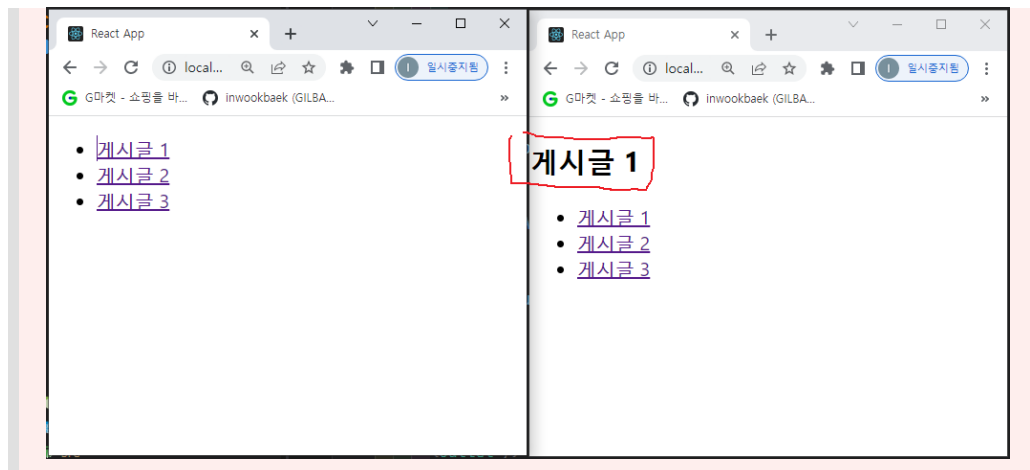 React App
local...
일시중지됨
G마켓 - 쇼핑을 바...
inwookbaek (GILBA...
게시글 1
게시글 2
게시글 3
React App
local...
일시중지됨
G마켓 - 쇼핑을 바...
inwookbaek (GILBA...
게시글 1
게시글 1
게시글 2
게시글 3